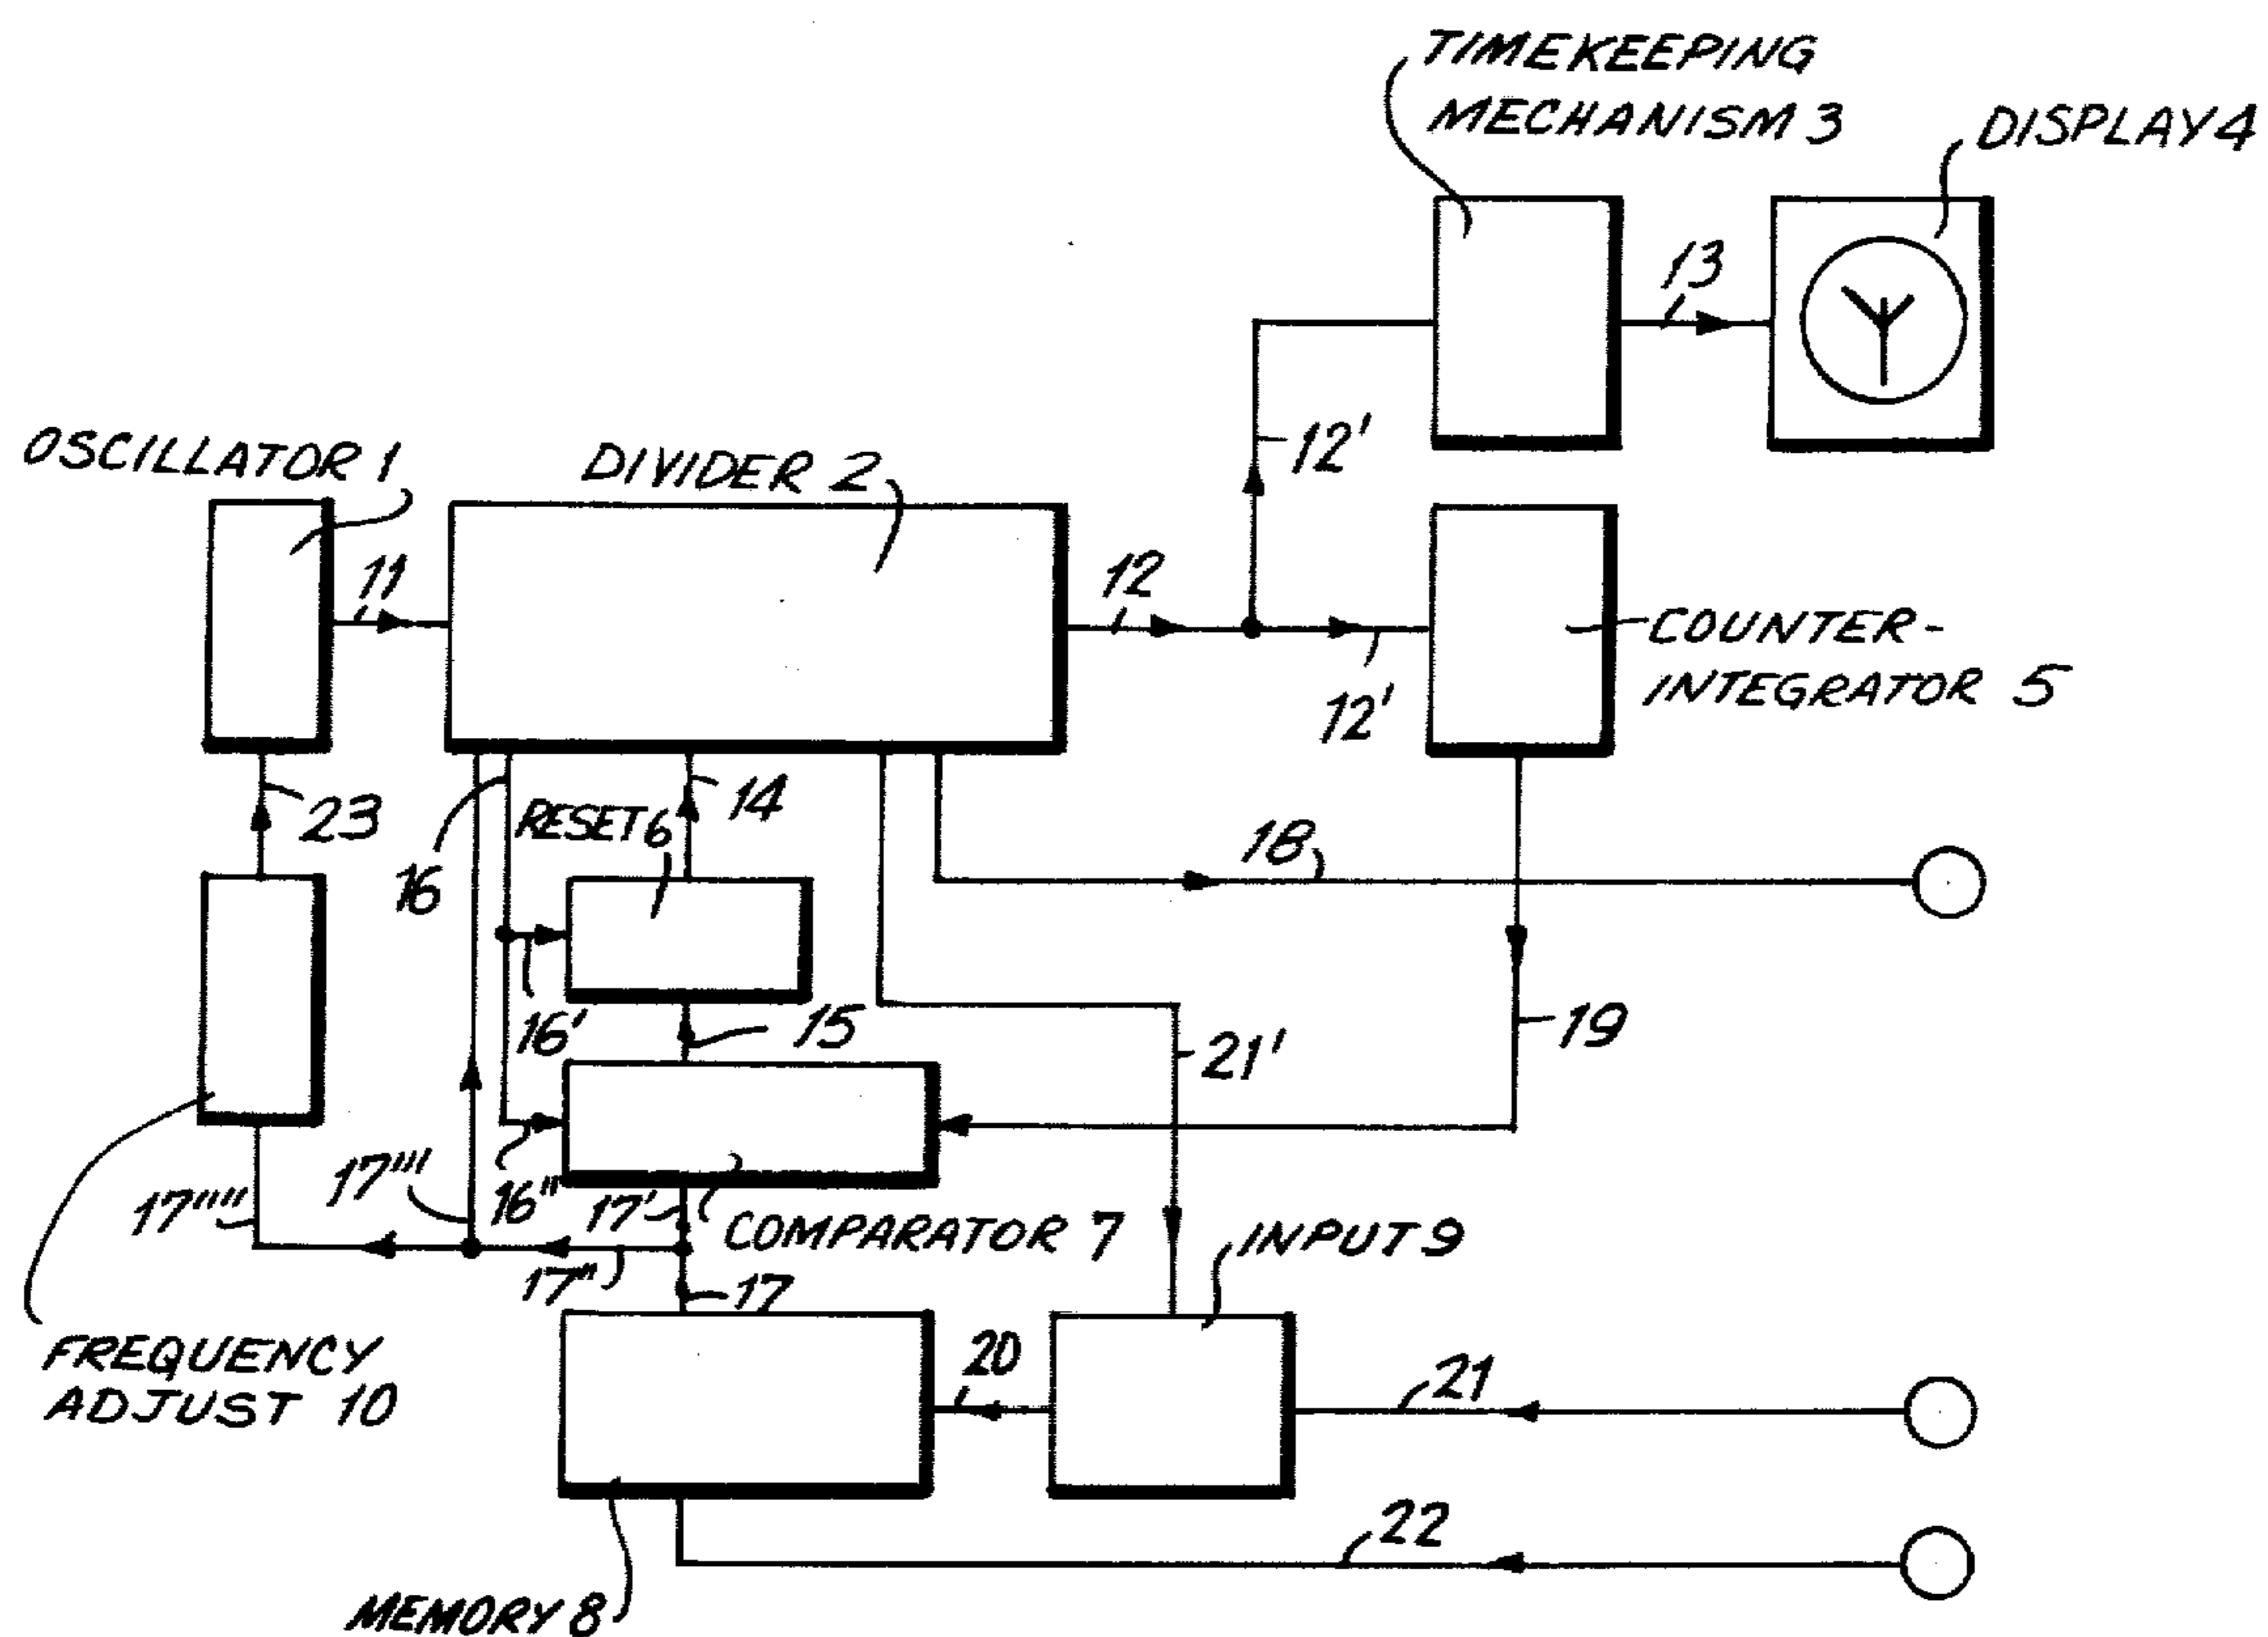 TIMEKEEPING
MECHANISM 3
DISPLAY 4
13
12'
OSCILLATOR 1
DIVIDER 2
11
12
12'
COUNTER-
INTEGRATOR 5
23
16
RESET 6
14
18
16'
15
21'
19
17''''
17'''
16''
17'
COMPARATOR 7
INPUT 9
17''
17
FREQUENCY
ADJUST 10
20
21
22
MEMORY 8